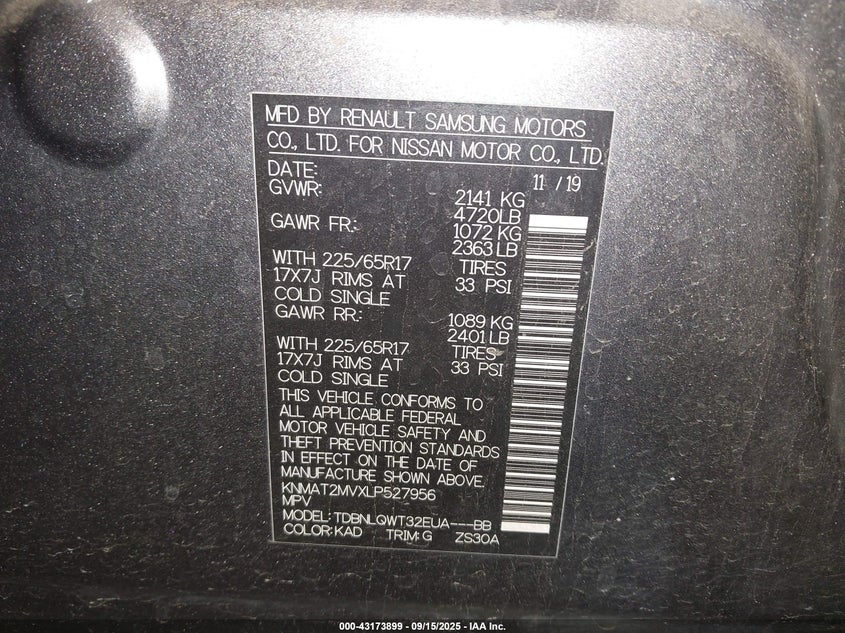 MFD BY RENAULT SAMSUNG MOTORS
CO., LTD. FOR NISSAN MOTOR CO., LTD.
DATE: 11 / 19
GVWR: 2141 KG
4720LB
GAWR FR.: 1072 KG
2363 LB
WITH 225/65R17 TIRES
17X7J RIMS AT 33 PSI
COLD SINGLE
GAWR RR.: 1089 KG
2401LB
WITH 225/65R17 TIRES
17X7J RIMS AT 33 PSI
COLD SINGLE
THIS VEHICLE CONFORMS TO
ALL APPLICABLE FEDERAL
MOTOR VEHICLE SAFETY AND
THEFT PREVENTION STANDARDS
IN EFFECT ON THE DATE OF
MANUFACTURE SHOWN ABOVE.
KNMAT2MVXLP527956
MPV
MODEL: TDBNLQWT32EUA---BB
COLOR: KAD TRIM: G ZS30A
000-43173899 - 09/15/2025 - IAA Inc.